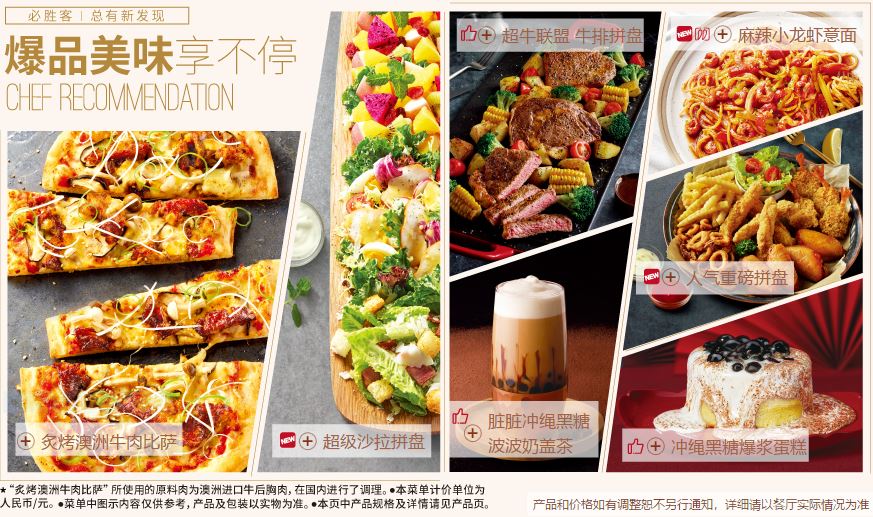 必胜客 | 总有新发现
爆品美味享不停
CHEF RECOMMENDATION
炙烤澳洲牛肉比萨
NEW 超级沙拉拼盘
超牛联盟 牛排拼盘
NEW 麻辣小龙虾意面
NEW 人气重磅拼盘
脏脏冲绳黑糖
波波奶盖茶
冲绳黑糖爆浆蛋糕
★“炙烤澳洲牛肉比萨”所使用的原料肉为澳洲进口牛后胸肉，在国内进行了调理。●本菜单计价单位为
人民币/元。●菜单中图示内容仅供参考，产品及包装以实物为准。●本页中产品规格及详情请见产品页。
产品和价格如有调整恕不另行通知，详细请以餐厅实际情况为准